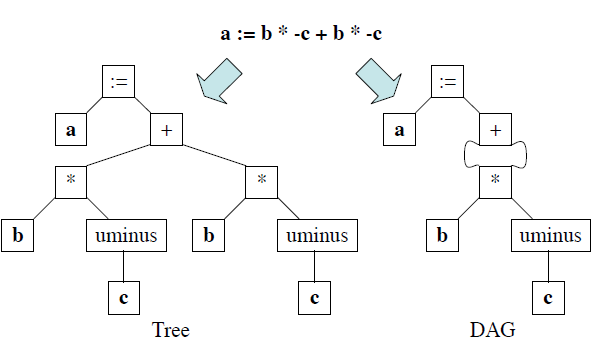 a := b * -c + b * -c
:= :=
a + a +
* * *
b uminus b uminus b uminus
c c c
Tree DAG